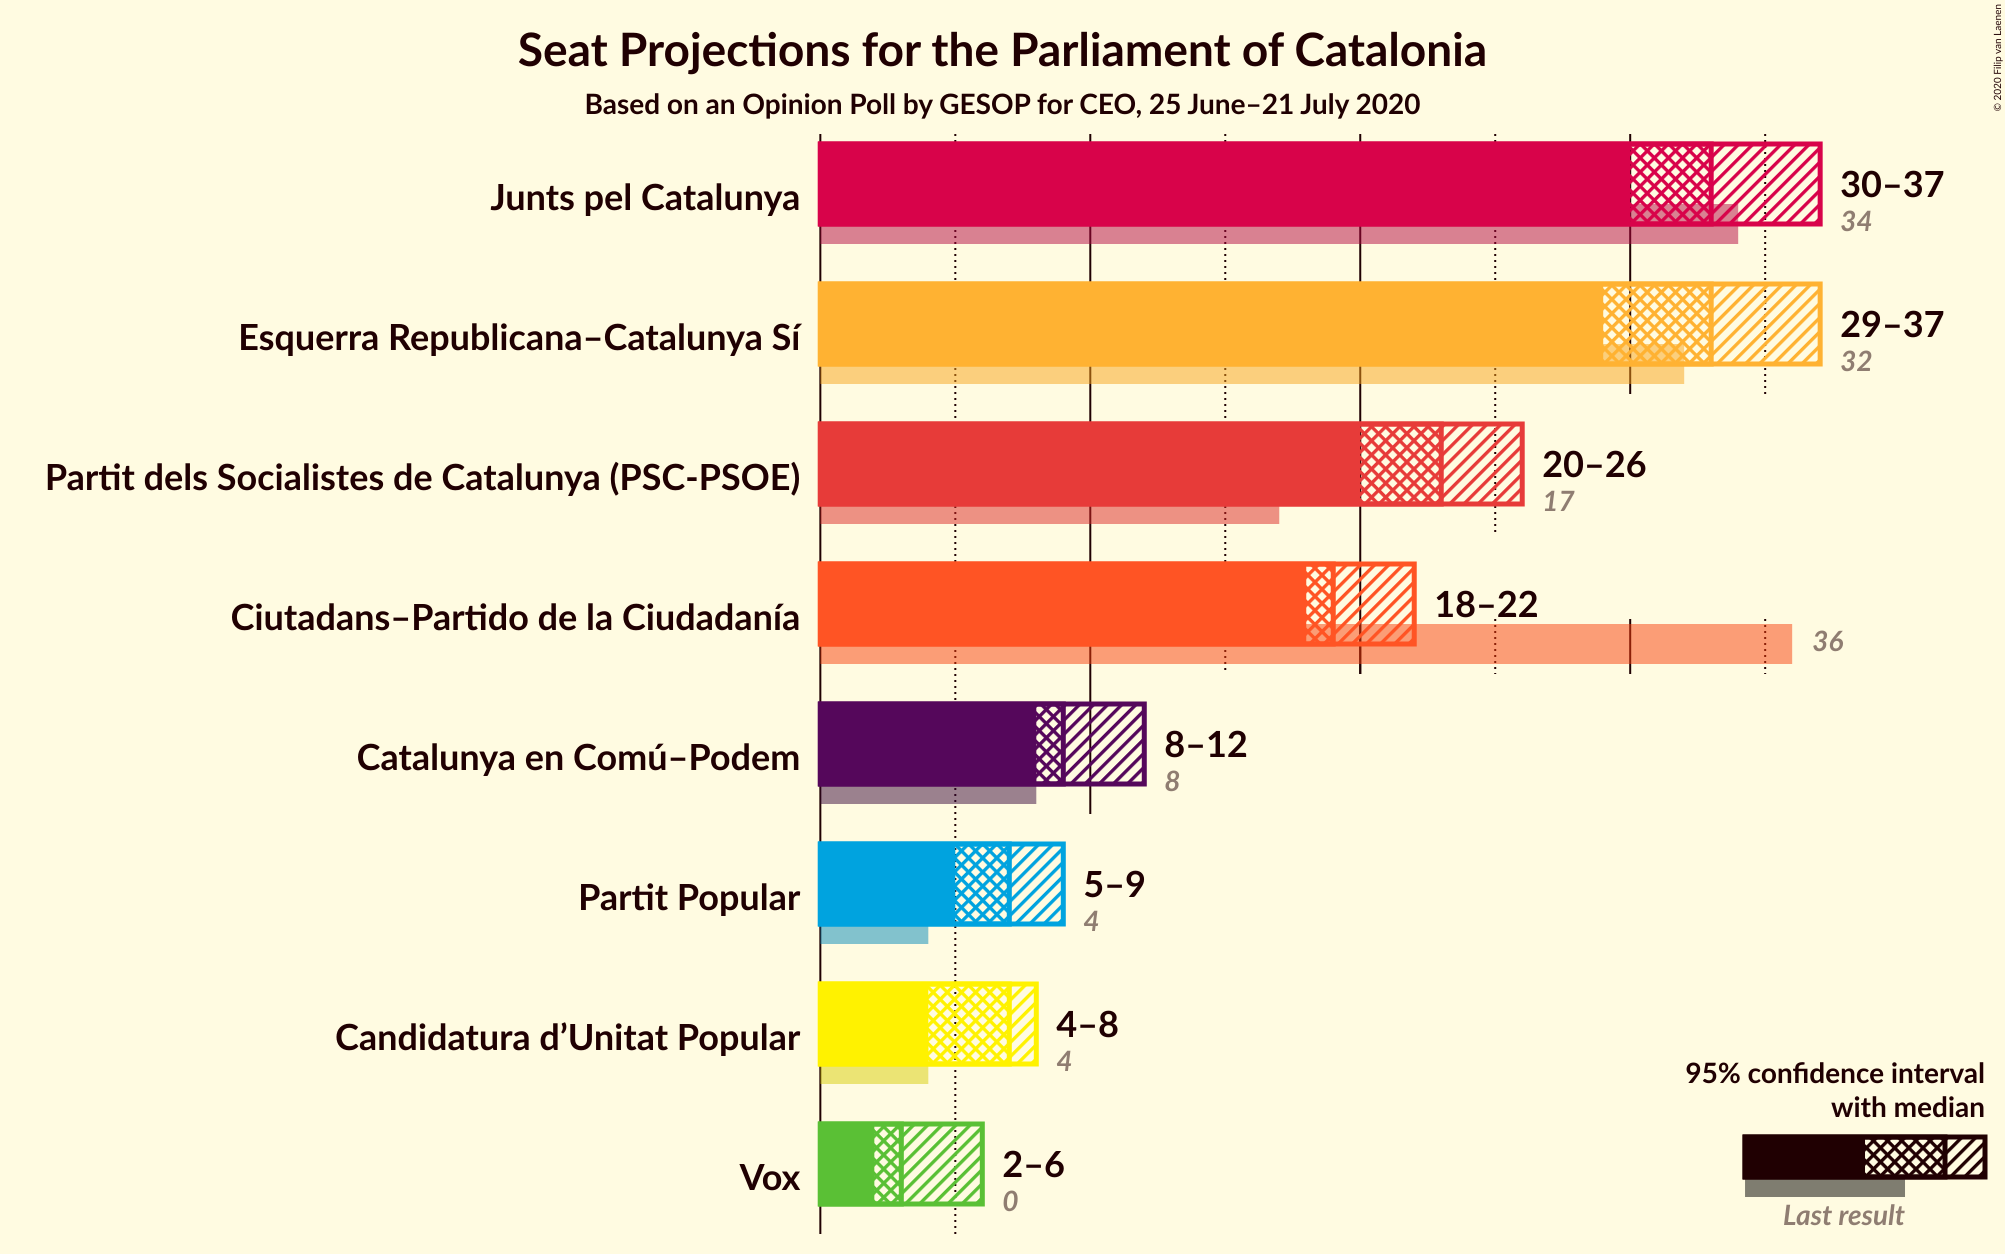 Seat Projections for the Parliament of Catalonia
Based on an Opinion Poll by GESOP for CEO, 25 June–21 July 2020
© 2020 Filip van Laenen
Junts pel Catalunya
30–37
34
Esquerra Republicana–Catalunya Sí
29–37
32
Partit dels Socialistes de Catalunya (PSC-PSOE)
20–26
17
Ciutadans–Partido de la Ciudadanía
18–22
36
Catalunya en Comú–Podem
8–12
8
Partit Popular
5–9
4
Candidatura d’Unitat Popular
4–8
4
Vox
2–6
0
95% confidence interval
with median
Last result